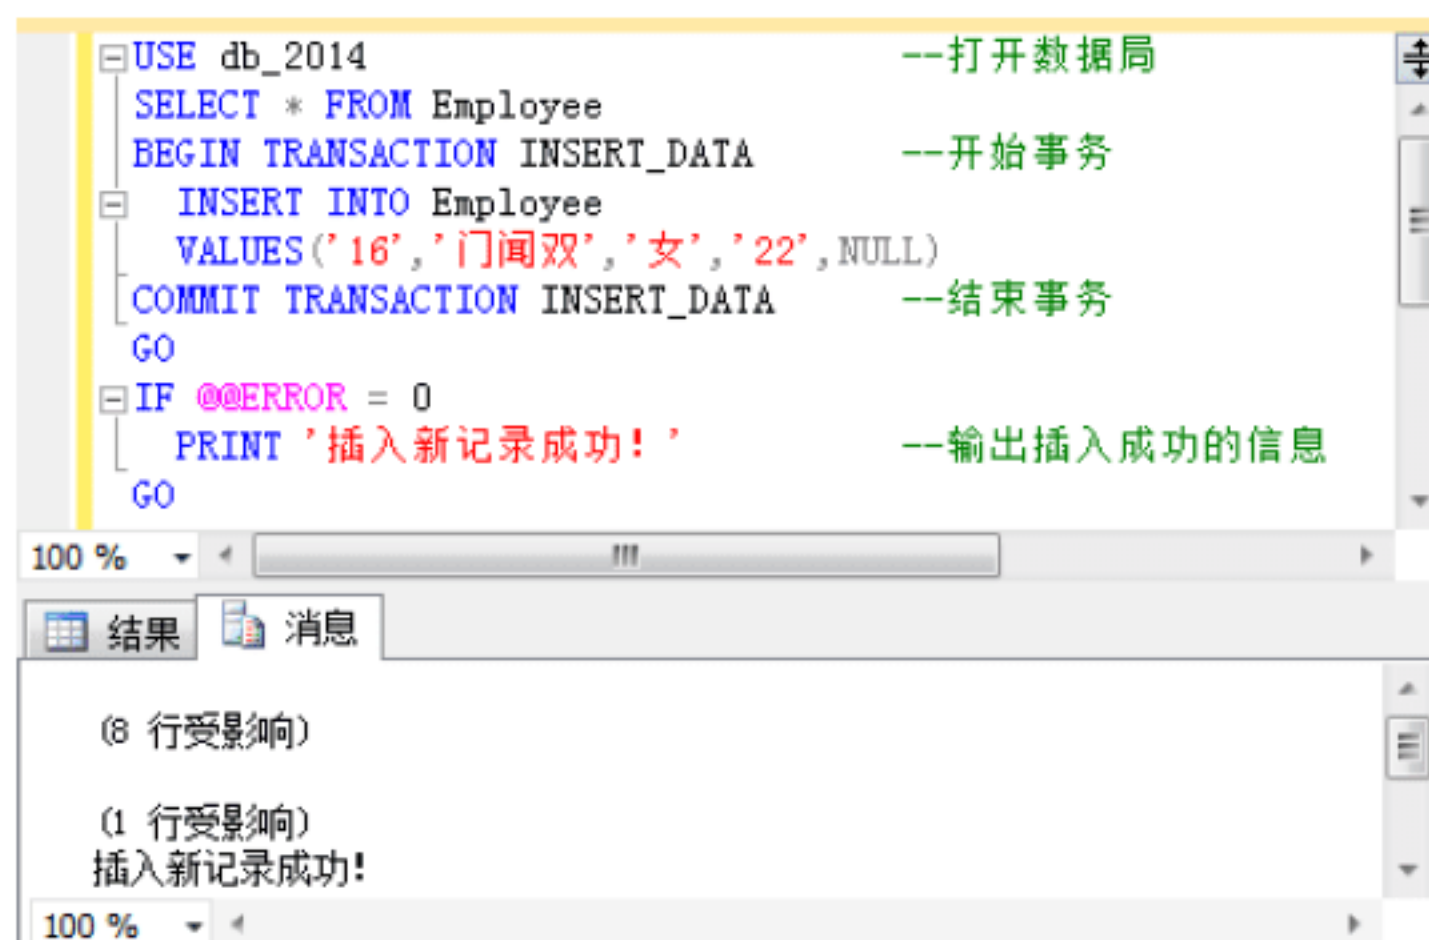 USE db_2014 --打开数据局
SELECT * FROM Employee
BEGIN TRANSACTION INSERT_DATA --开始事务
INSERT INTO Employee
VALUES('16','门闻双','女','22',NULL)
COMMIT TRANSACTION INSERT_DATA --结束事务
GO
IF @@ERROR = 0
PRINT '插入新记录成功! ' --输出插入成功的信息
GO
100 %
结果 消息
(8 行受影响)
(1 行受影响)
插入新记录成功!
100 %